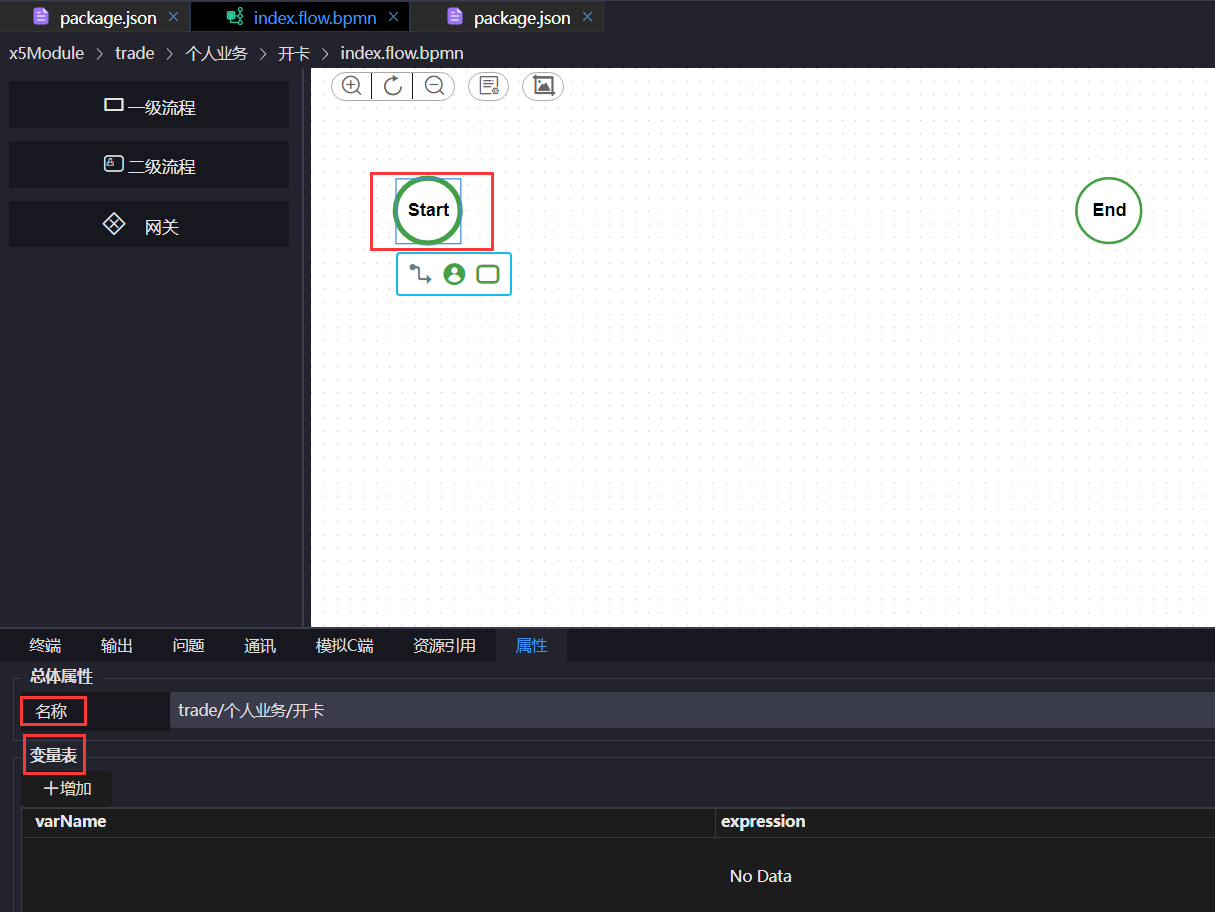 package.json
index.flow.bpmn
package.json
x5Module > trade > 个人业务 > 开卡 > index.flow.bpmn
一级流程
二级流程
网关
Start
End
终端 输出 问题 通讯 模拟C端 资源引用 属性
总体属性
名称 trade/个人业务/开卡
变量表
+增加
varName expression
No Data